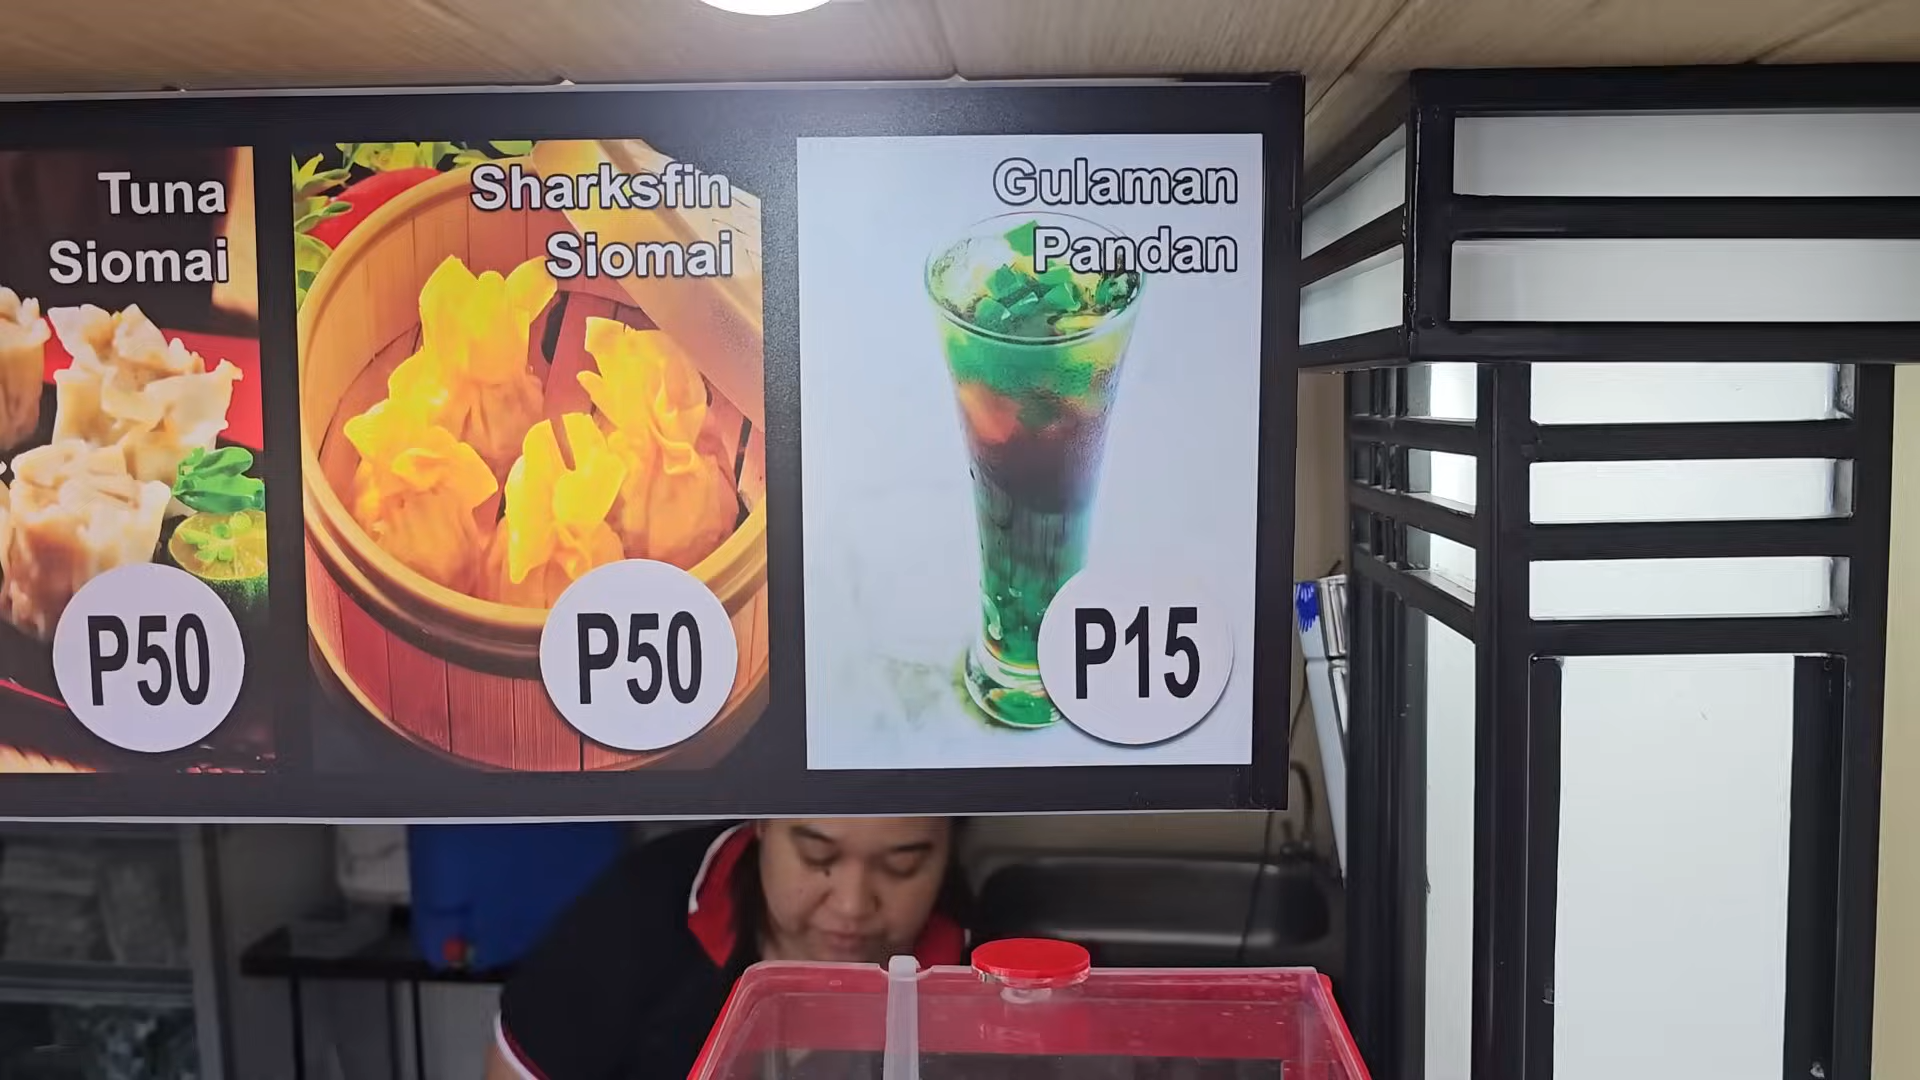 Tuna
Siomai
P50
Sharksfin
Siomai
P50
Gulaman
Pandan
P15